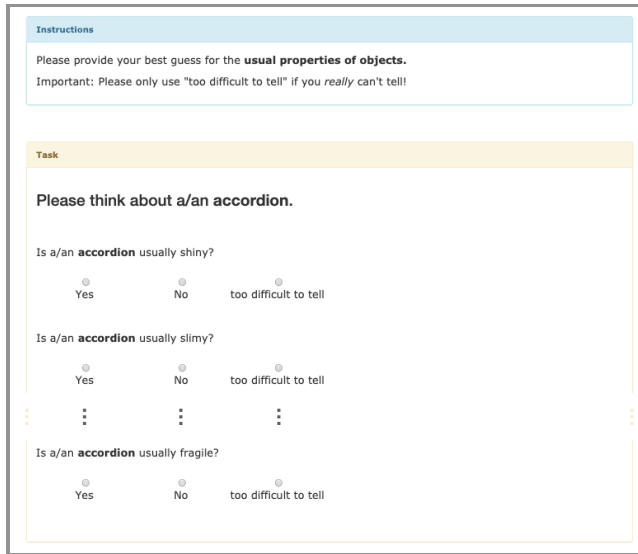 Instructions
Please provide your best guess for the usual properties of objects.
Important: Please only use "too difficult to tell" if you really can't tell!
Task
Please think about a/an accordion.
Is a/an accordion usually shiny?
Yes No too difficult to tell
Is a/an accordion usually slimy?
Yes No too difficult to tell
Is a/an accordion usually fragile?
Yes No too difficult to tell